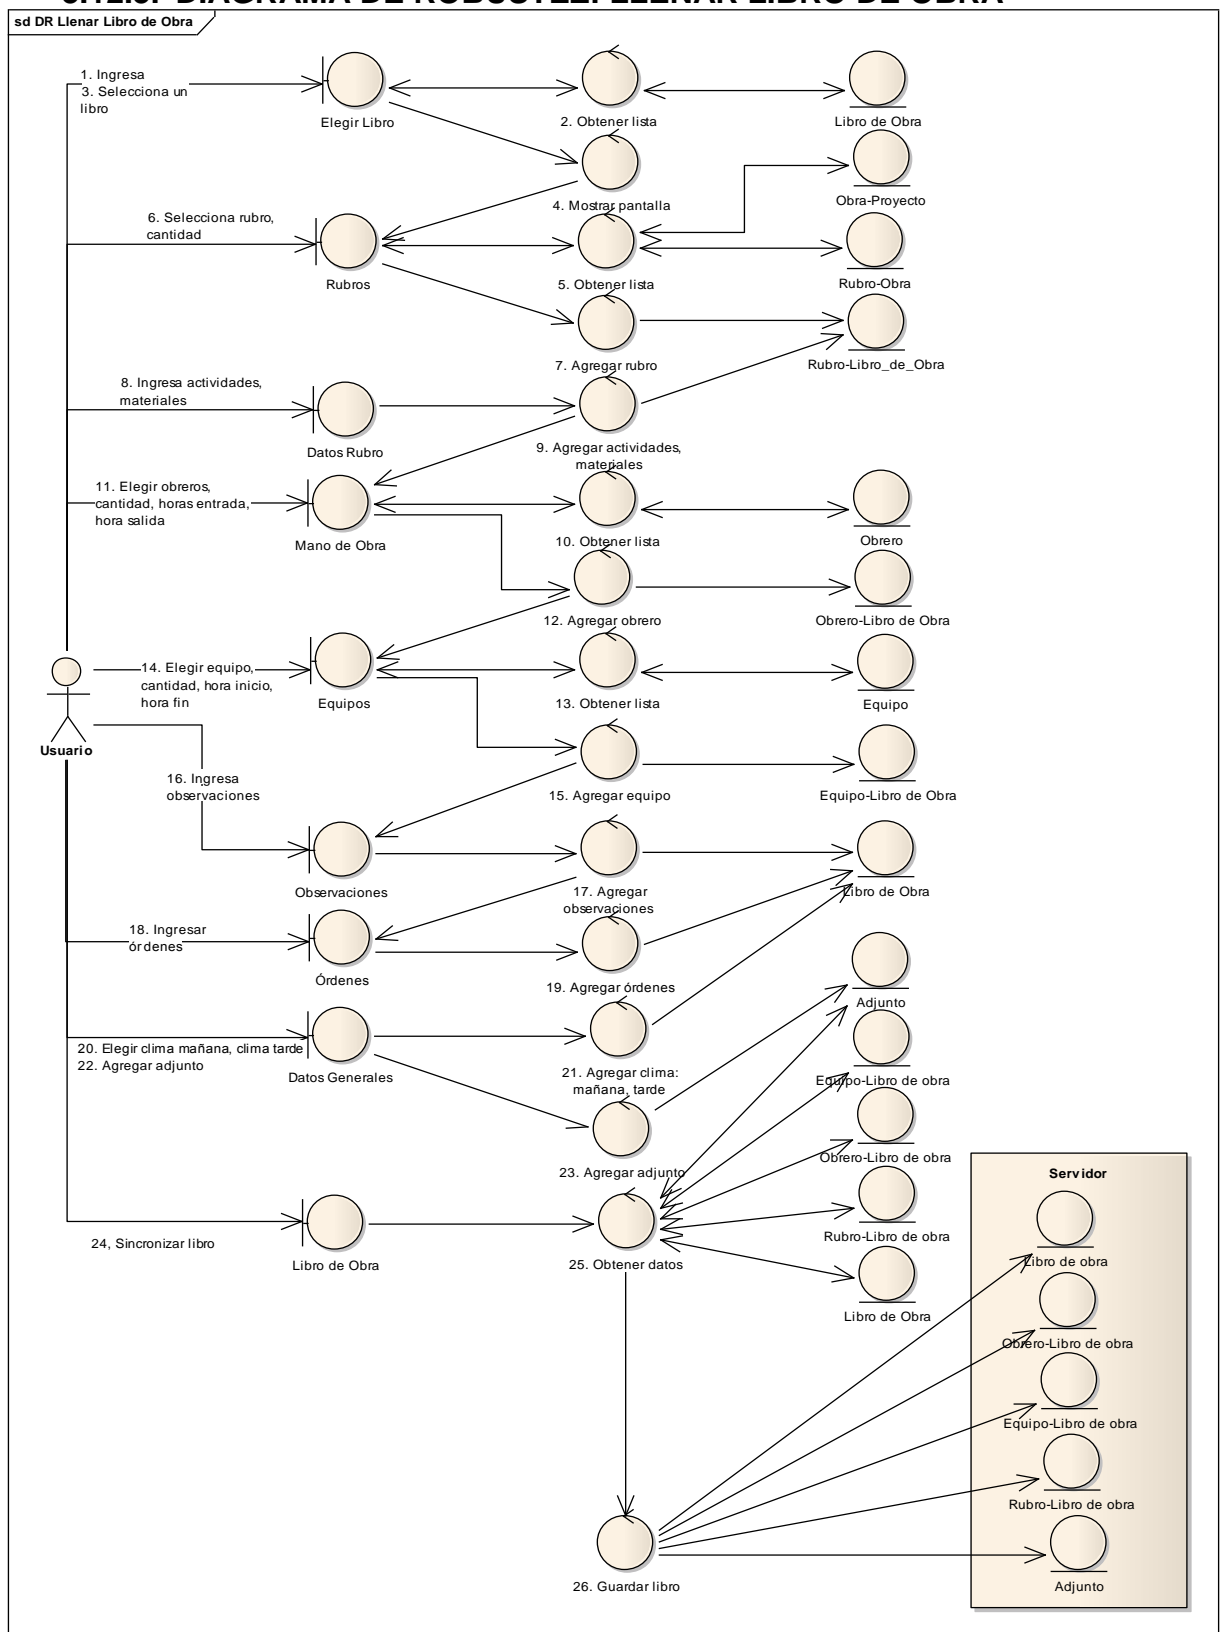 sd DR Llenar Libro de Obra
1. Ingresa
3. Selecciona un
libro
Elegir Libro
2. Obtener lista
Libro de Obra
4. Mostrar pantalla
Obra-Proyecto
6. Selecciona rubro,
cantidad
Rubros
5. Obtener lista
Rubro-Obra
7. Agregar rubro
Rubro-Libro_de_Obra
8. Ingresa actividades,
materiales
Datos Rubro
9. Agregar actividades,
materiales
11. Elegir obreros,
cantidad, horas entrada,
hora salida
Mano de Obra
10. Obtener lista
Obrero
12. Agregar obrero
Obrero-Libro de Obra
14. Elegir equipo,
cantidad, hora inicio,
hora fin
Equipos
13. Obtener lista
Equipo
Usuario
16. Ingresa
observaciones
15. Agregar equipo
Equipo-Libro de Obra
Observaciones
17. Agregar
observaciones
Libro de Obra
18. Ingresar
órdenes
Órdenes
19. Agregar órdenes
Adjunto
20. Elegir clima mañana, clima tarde
22. Agregar adjunto
Datos Generales
21. Agregar clima:
mañana, tarde
Equipo-Libro de obra
23. Agregar adjunto
Obrero-Libro de obra
Servidor
24, Sincronizar libro
Libro de Obra
25. Obtener datos
Rubro-Libro de obra
Libro de Obra
Libro de obra
Obrero-Libro de obra
Equipo-Libro de obra
Rubro-Libro de obra
26. Guardar libro
Adjunto